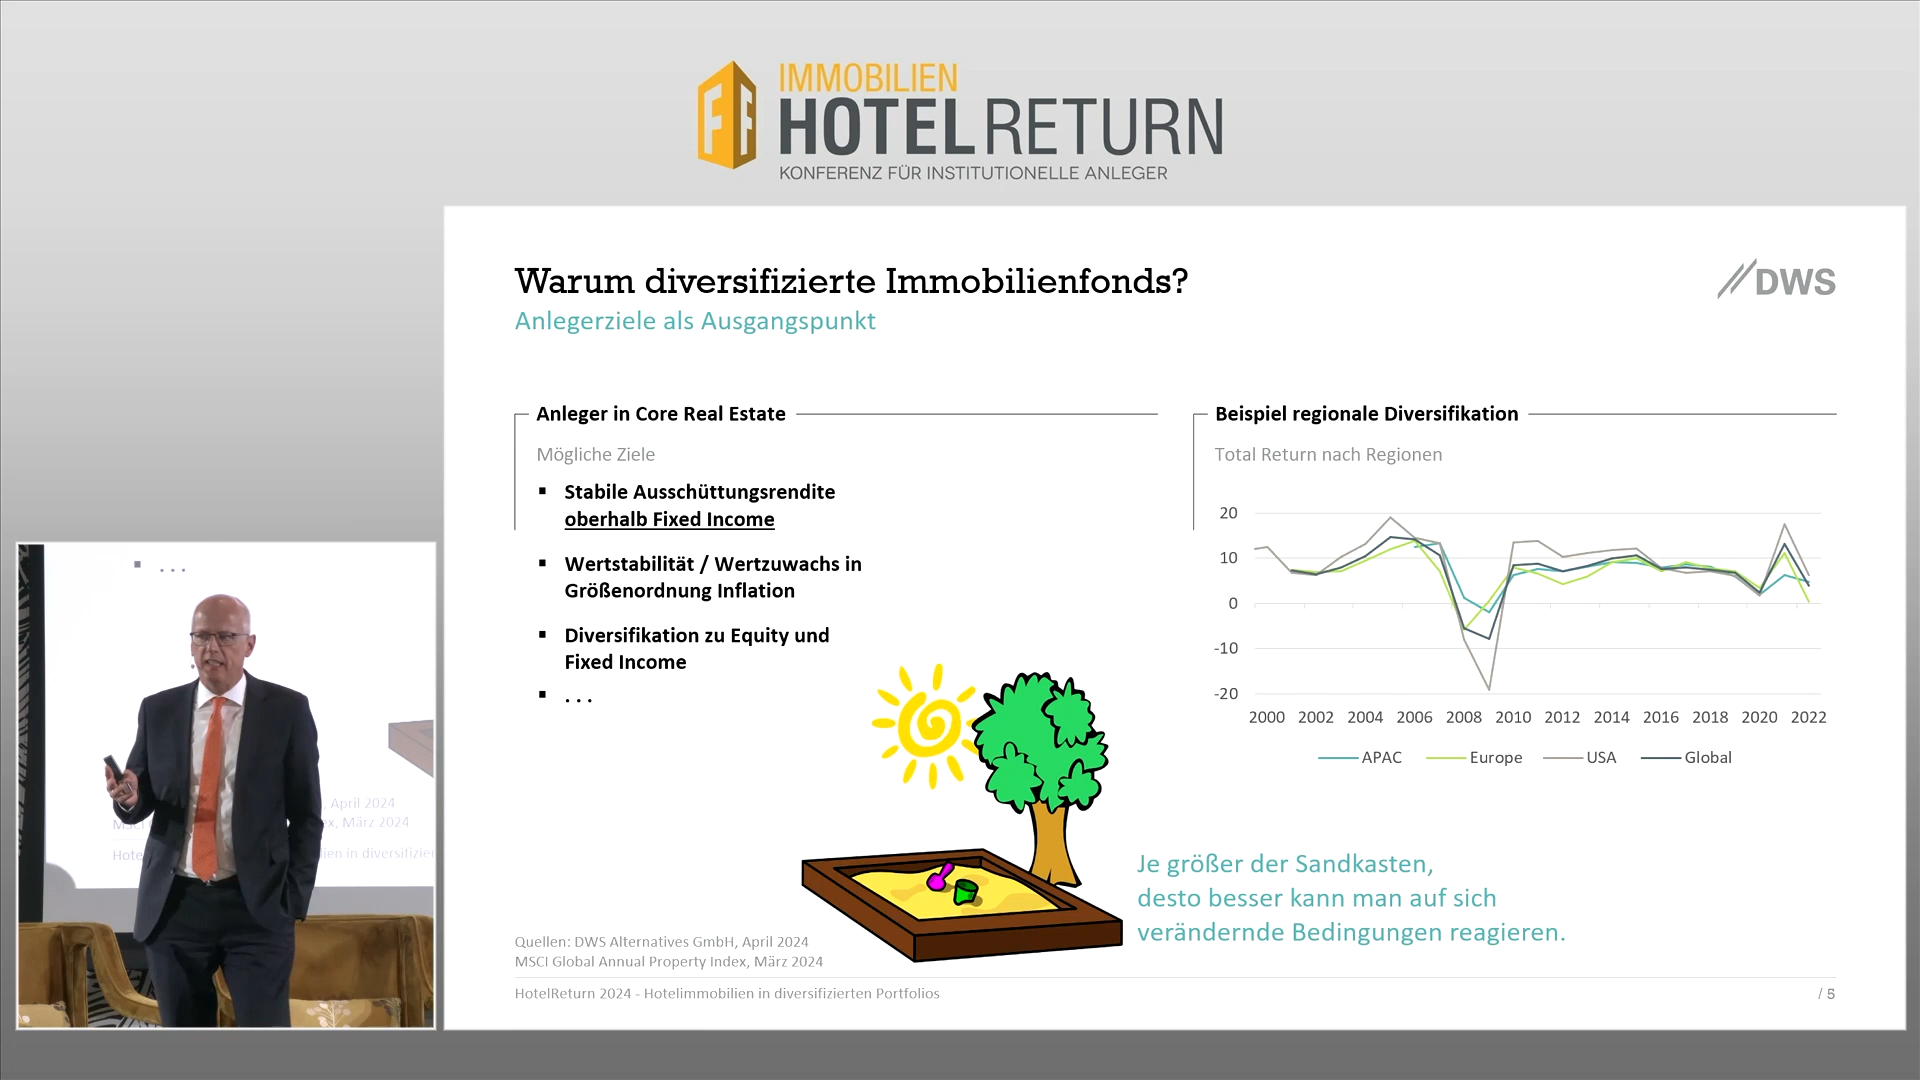 IMMOBILIEN
HOTELRETURN
KONFERENZ FÜR INSTITUTIONELLE ANLEGER
Warum diversifizierte Immobilienfonds?
Anlegerziele als Ausgangspunkt
DWS
Anleger in Core Real Estate
Mögliche Ziele
▪ Stabile Ausschüttungsrendite
oberhalb Fixed Income
▪ Wertstabilität / Wertzuwachs in
Größenordnung Inflation
▪ Diversifikation zu Equity und
Fixed Income
▪ . . .
Beispiel regionale Diversifikation
Total Return nach Regionen
20
10
0
-10
-20
2000 2002 2004 2006 2008 2010 2012 2014 2016 2018 2020 2022
APAC Europe USA Global
Je größer der Sandkasten,
desto besser kann man auf sich
verändernde Bedingungen reagieren.
Quellen: DWS Alternatives GmbH, April 2024
MSCI Global Annual Property Index, März 2024
HotelReturn 2024 - Hotelimmobilien in diversifizierten Portfolios
/ 5
▪ . . .
, April 2024
MSCI
, März 2024
in